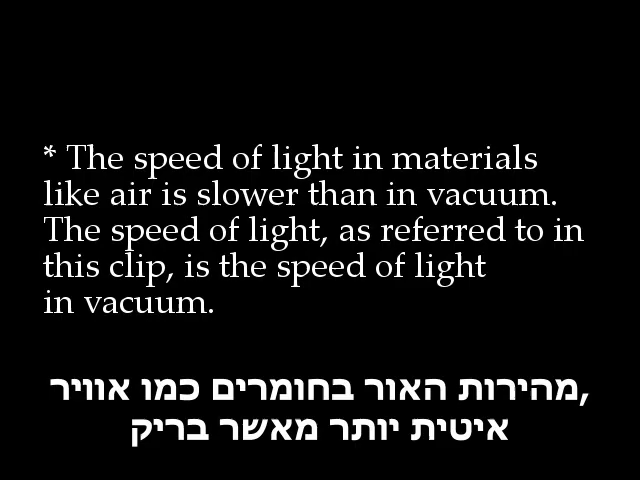 * The speed of light in materials
like air is slower than in vacuum.
The speed of light, as referred to in
this clip, is the speed of light
in vacuum.
מהירות האור בחומרים כמו אוויר,
איטית יותר מאשר בריק